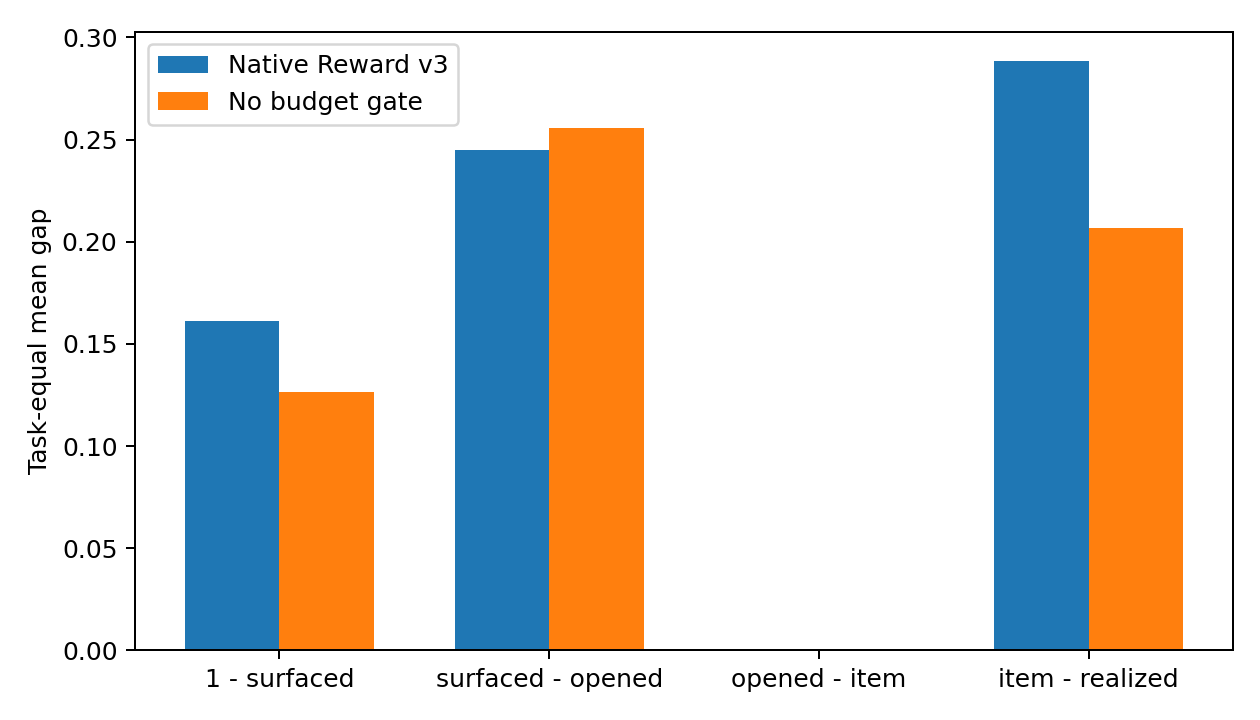 Native Reward v3
No budget gate
Task-equal mean gap
0.30
0.25
0.20
0.15
0.10
0.05
0.00
1 - surfaced
surfaced - opened
opened - item
item - realized